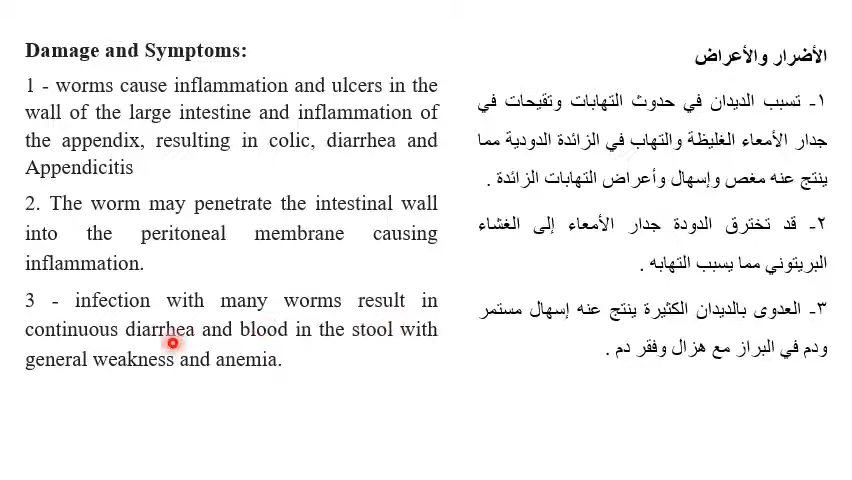 Damage and Symptoms:
1 - worms cause inflammation and ulcers in the
wall of the large intestine and inflammation of
the appendix, resulting in colic, diarrhea and
Appendicitis
2. The worm may penetrate the intestinal wall
into the peritoneal membrane causing
inflammation.
3 - infection with many worms result in
continuous diarrhea and blood in the stool with
general weakness and anemia.
الأضرار والأعراض
١ـ تسبب الديدان في حدوث التهابات وتقيحات في
جدار الأمعاء الغليظة والتهاب في الزائدة الدودية مما
ينتج عنه مغص وإسهال وأعراض التهابات الزائدة .
٢ـ قد تخترق الدودة جدار الأمعاء إلى الغشاء
البريتوني مما يسبب التهابه .
٣ـ العدوى بالديدان الكثيرة ينتج عنه إسهال مستمر
ودم في البراز مع هزال وفقر دم .